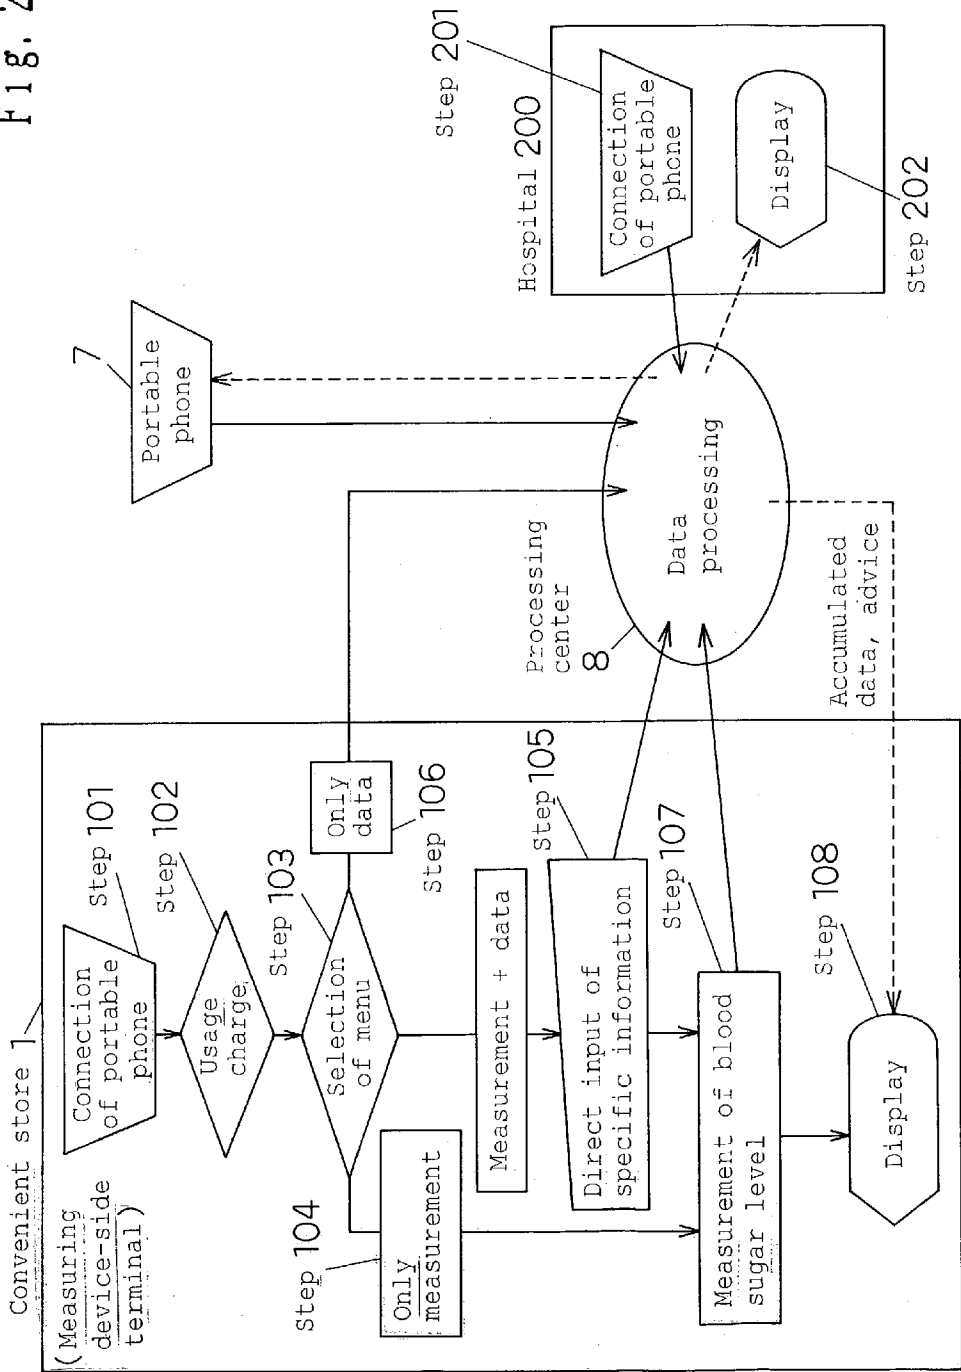 Fig. 2
Convenient store 1
(Measuring
device-side
terminal)
Connection
of portable
phone
Step 101
Usage
charge
Step 102
Selection
of menu
Step 103
Only
measurement
Step 104
Only
data
Step 106
Measurement + data
Direct input of
specific information
Step 105
Measurement of blood
sugar level
Step 107
Display
Step 108
Portable
phone
7
Processing
center
8
Data
processing
Accumulated
data, advice
Hospital 200
Connection
of portable
phone
Step 201
Display
Step 202